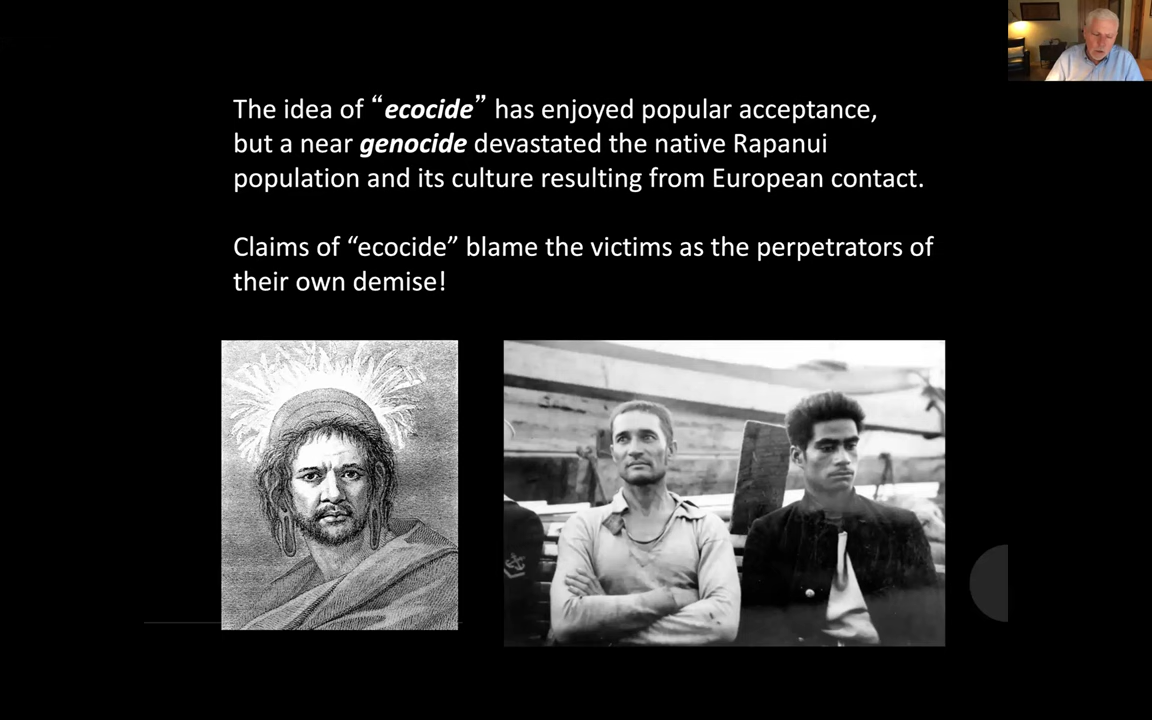 The idea of “ecocide” has enjoyed popular acceptance,
but a near genocide devastated the native Rapanui
population and its culture resulting from European contact.
Claims of “ecocide” blame the victims as the perpetrators of
their own demise!